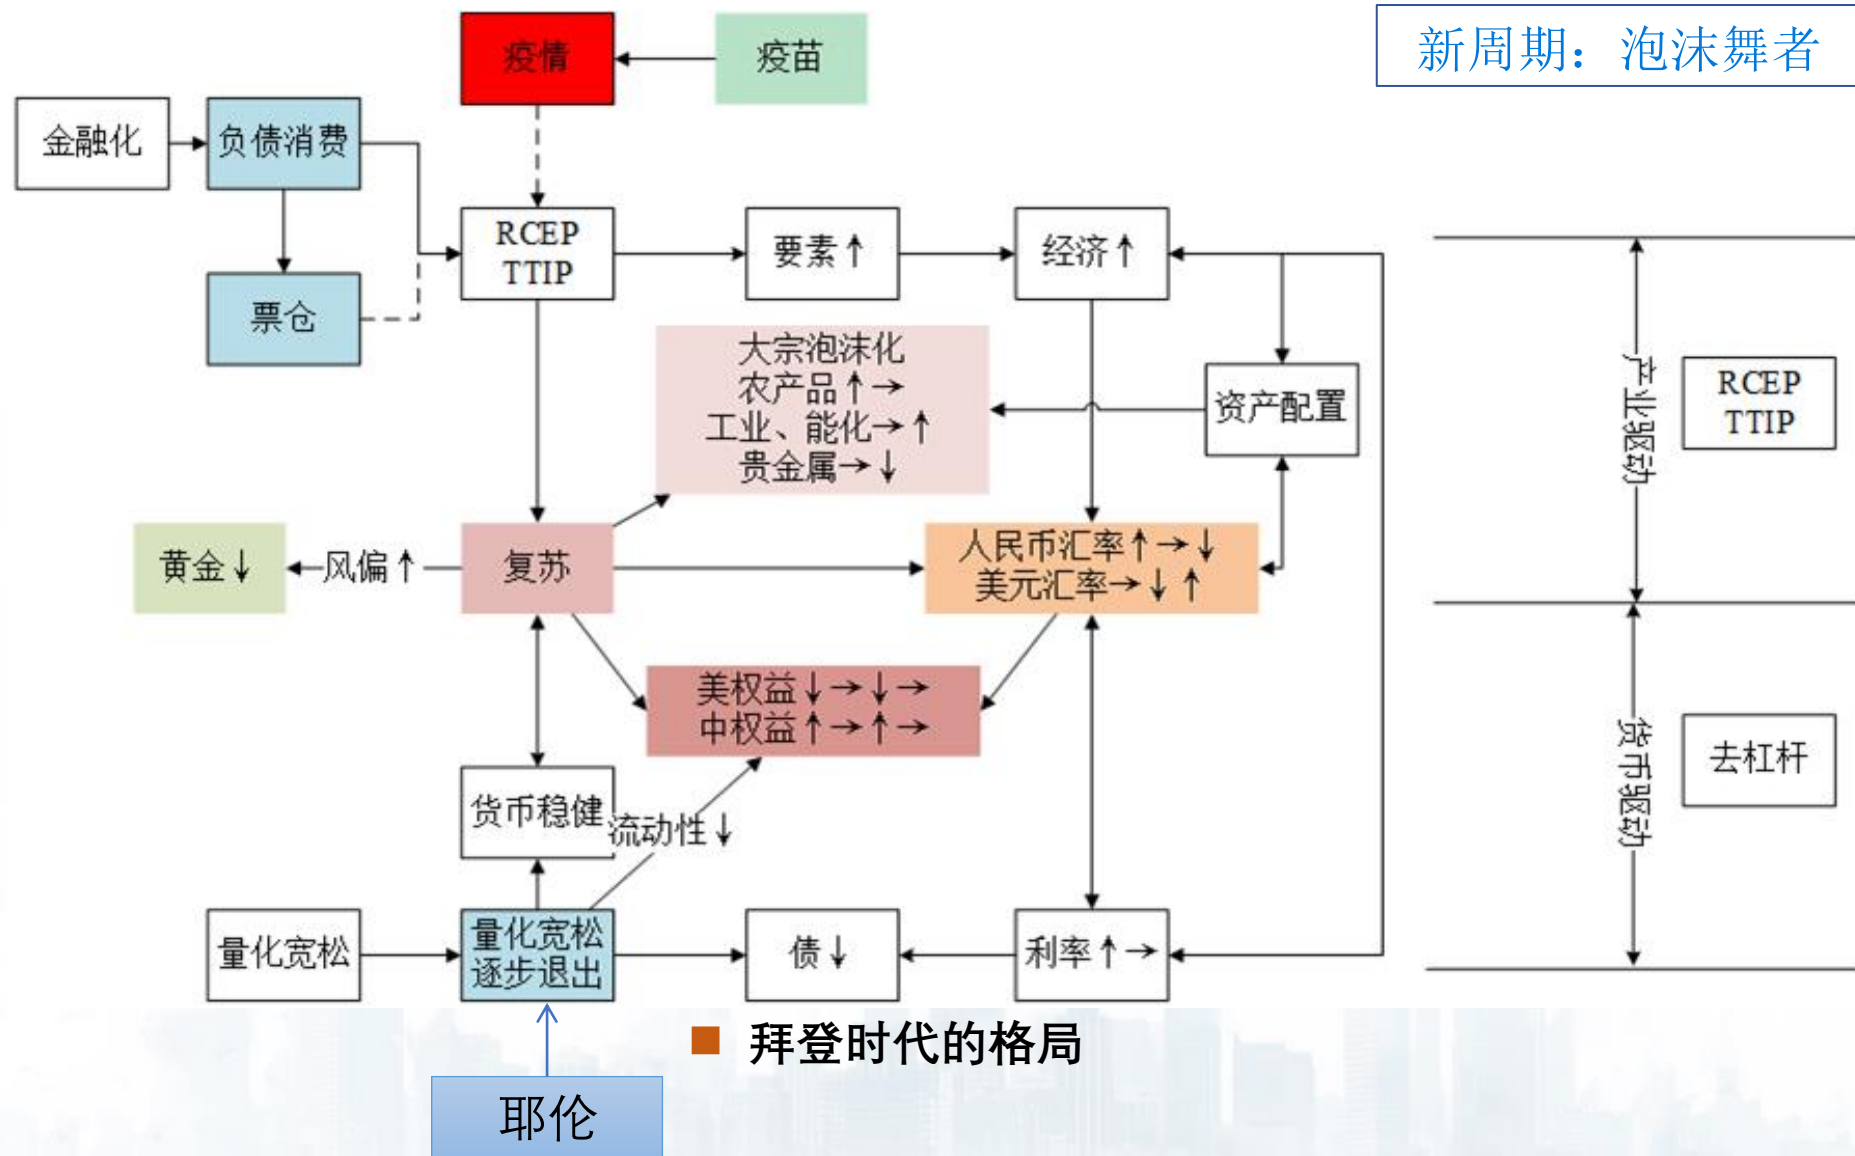 新周期：泡沫舞者
疫情
疫苗
金融化
负债消费
票仓
RCEP
TTIP
要素↑
经济↑
大宗泡沫化
农产品↑→
工业、能化→↑
贵金属→↓
资产配置
产业驱动
RCEP
TTIP
黄金↓
风偏↑
复苏
人民币汇率↑→↓
美元汇率→↓↑
美权益↓→↓→
中权益↑→↑→
货币稳健
流动性↓
货币驱动
去杠杆
量化宽松
量化宽松
逐步退出
债↓
利率↑→
拜登时代的格局
耶伦